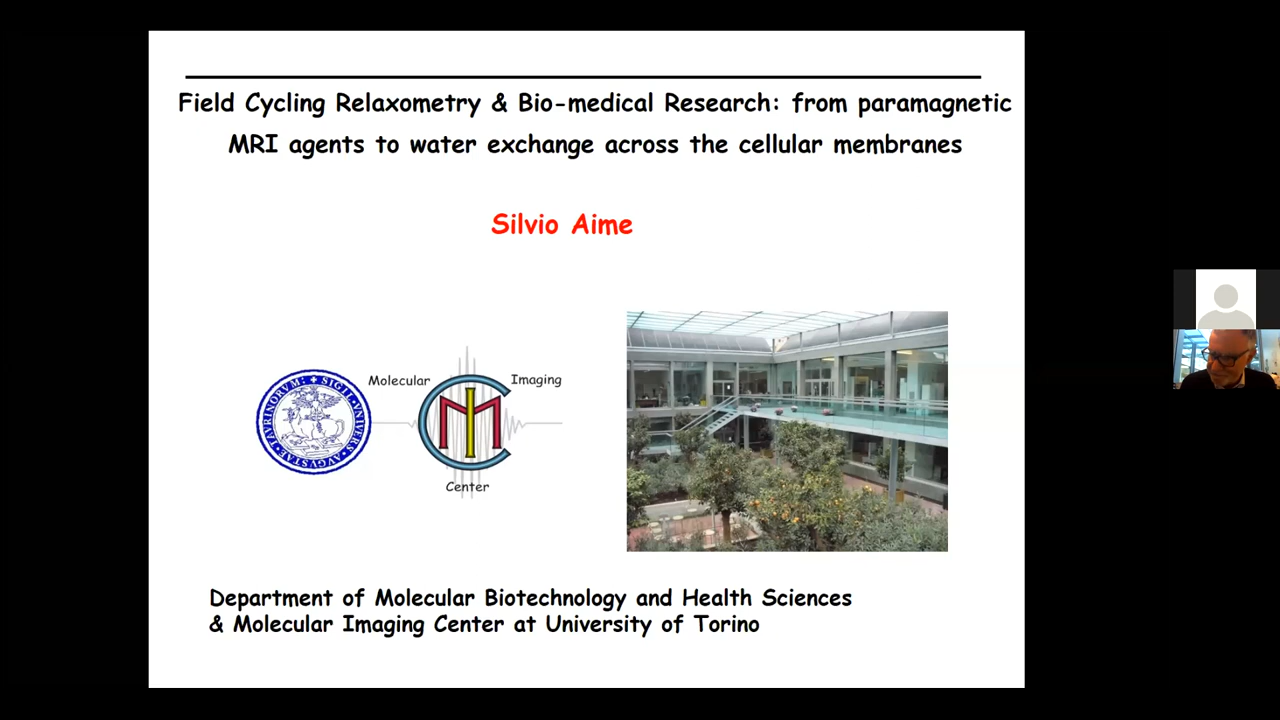 Field Cycling Relaxometry & Bio-medical Research: from paramagnetic
MRI agents to water exchange across the cellular membranes
Silvio Aime
Molecular
Imaging
Center
Department of Molecular Biotechnology and Health Sciences
& Molecular Imaging Center at University of Torino